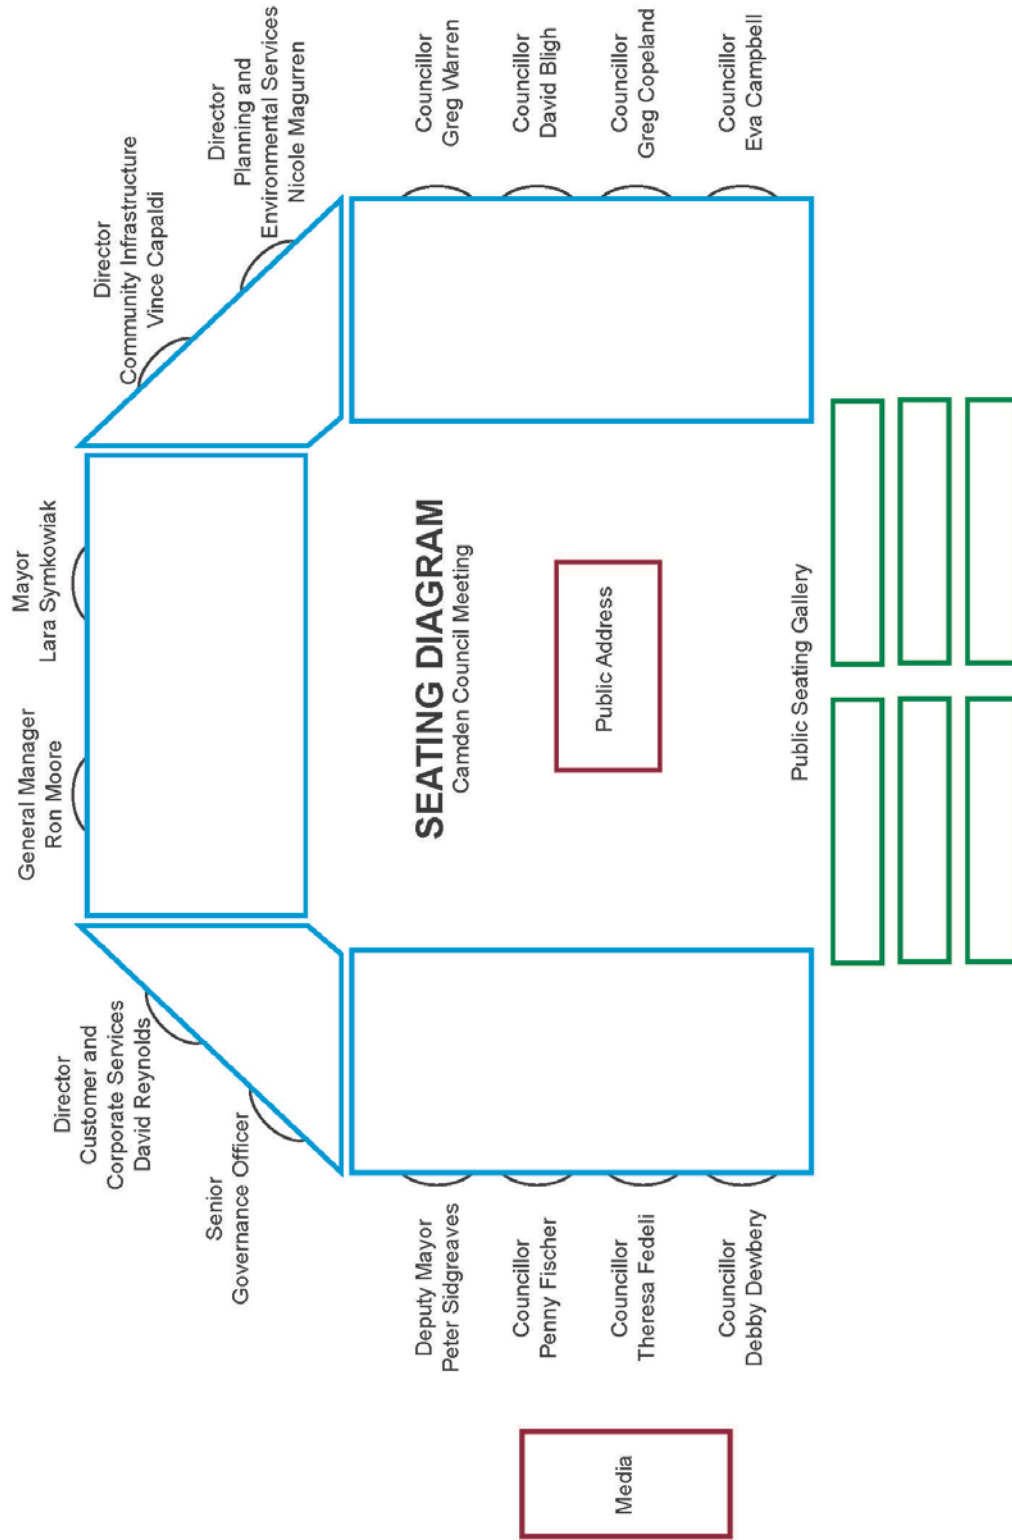 General Manager
Ron Moore
Mayor
Lara Symkowiak
Director
Customer and
Corporate Services
David Reynolds
Director
Community Infrastructure
Vince Capaldi
Senior
Governance Officer
Director
Planning and
Environmental Services
Nicole Magurren
SEATING DIAGRAM
Camden Council Meeting
Deputy Mayor
Peter Sidgreaves
Councillor
Penny Fischer
Councillor
Theresa Fedeli
Councillor
Debby Dewbery
Councillor
Greg Warren
Councillor
David Bligh
Councillor
Greg Copeland
Councillor
Eva Campbell
Media
Public Address
Public Seating Gallery